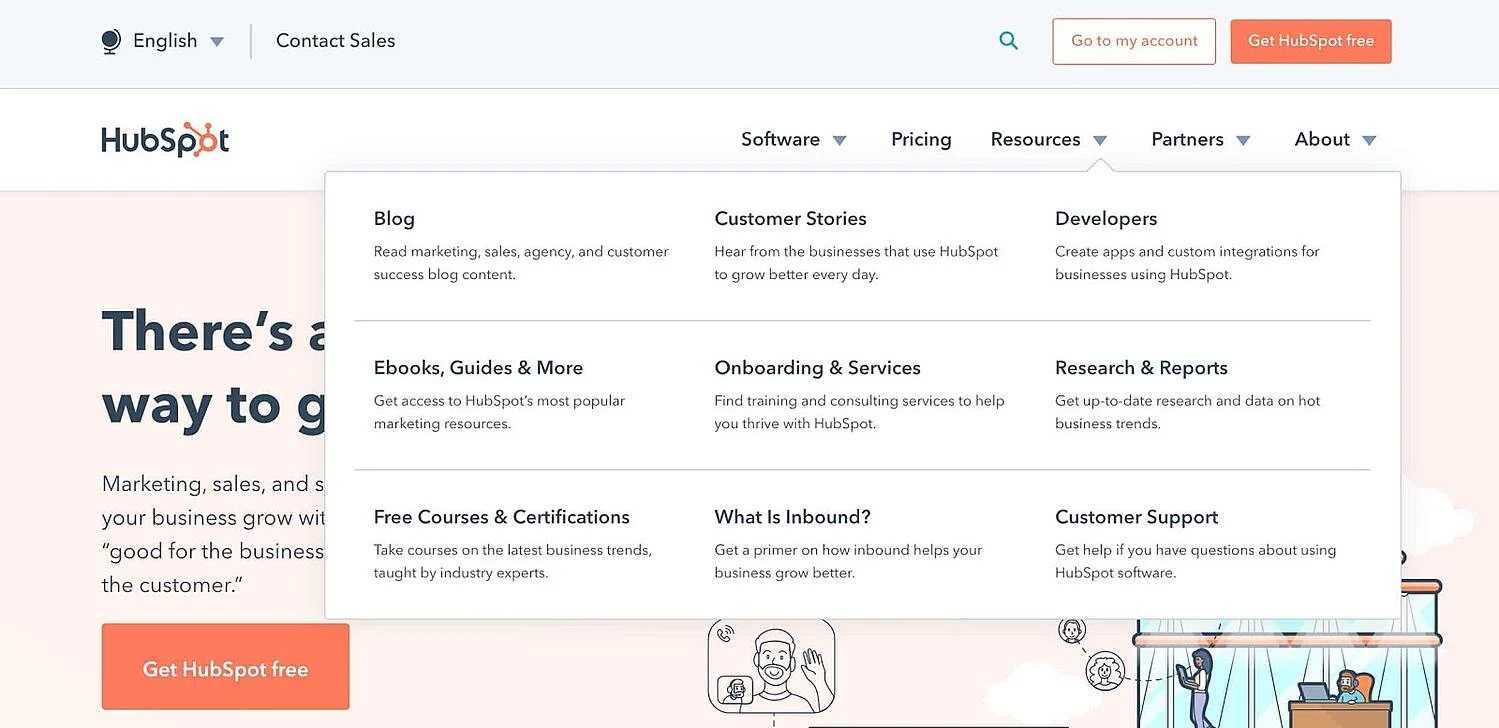 English
Contact Sales
Go to my account
Get HubSpot free
HubSpot
Software
Pricing
Resources
Partners
About
Blog
Read marketing, sales, agency, and customer
success blog content.
Customer Stories
Hear from the businesses that use HubSpot
to grow better every day.
Developers
Create apps and custom integrations for
businesses using HubSpot.
Ebooks, Guides & More
Get access to HubSpot's most popular
marketing resources.
Onboarding & Services
Find training and consulting services to help
you thrive with HubSpot.
Research & Reports
Get up-to-date research and data on hot
business trends.
Free Courses & Certifications
Take courses on the latest business trends,
taught by industry experts.
What Is Inbound?
Get a primer on how inbound helps your
business grow better.
Customer Support
Get help if you have questions about using
HubSpot software.
There’s
way to
Marketing, sales, and
your business grow
“good for the business
the customer.”
Get HubSpot free